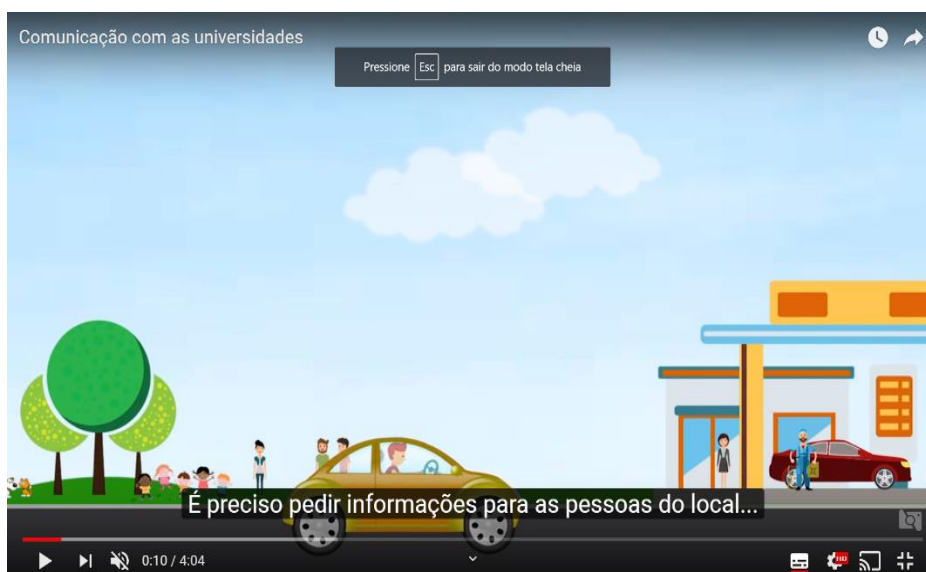 Comunicação com as universidades
Pressione Esc para sair do modo tela cheia
É preciso pedir informações para as pessoas do local...
0:10 / 4:04
HD